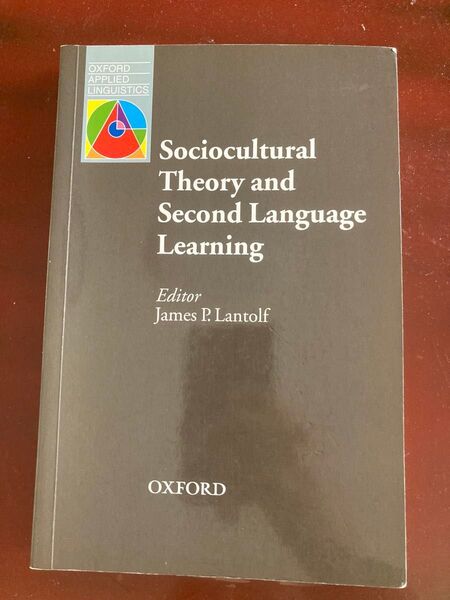 OXFORD
APPLIED
LINGUISTICS
Sociocultural
Theory and
Second Language
Learning
Editor
James P. Lantolf
OXFORD